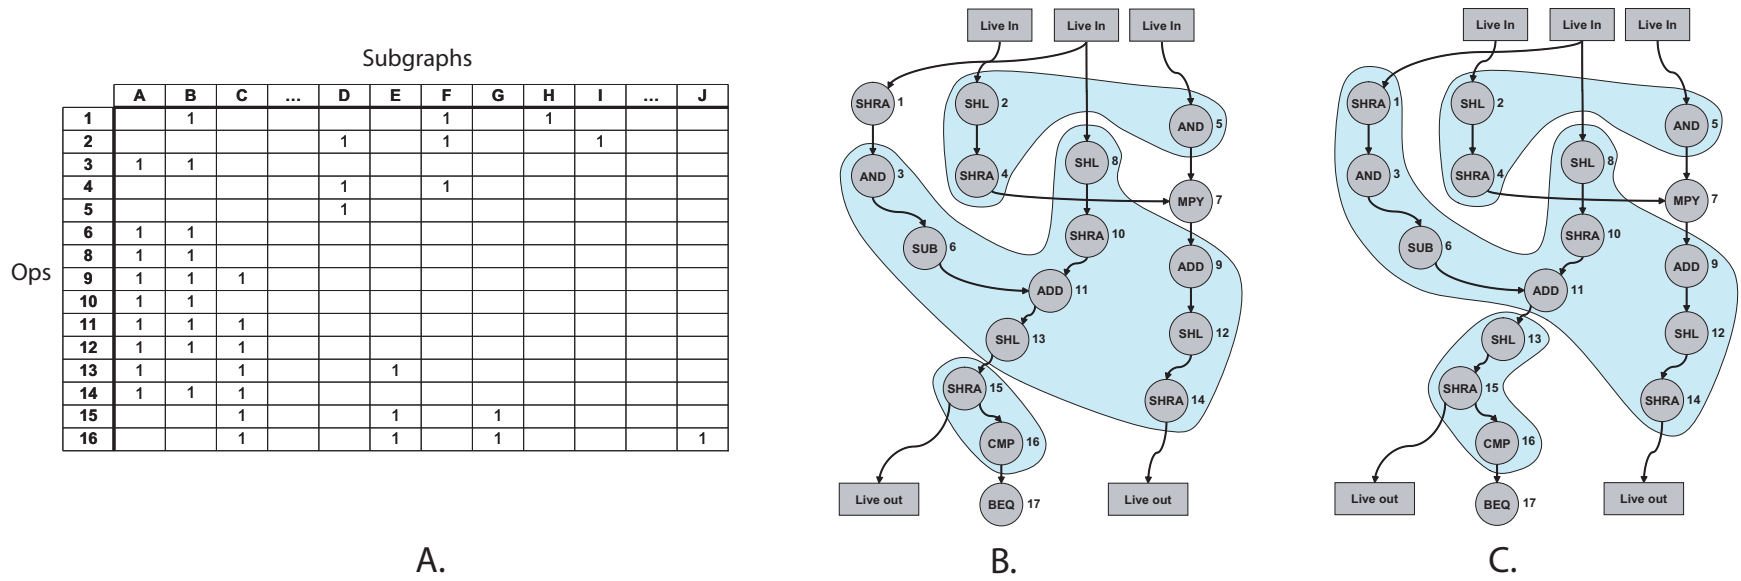 Subgraphs
A B C ... D E F G H I ... J
Ops
1 1 1 1
2 1 1 1
3 1 1
4 1 1
5 1
6 1 1
8 1 1
9 1 1 1
10 1 1
11 1 1 1
12 1 1 1
13 1 1 1
14 1 1 1
15 1 1 1
16 1 1 1 1
A.
Live In Live In Live In
SHRA 1 SHL 2
AND 5
SHL 8
AND 3 SHRA 4
MPY 7
SHRA 10
SUB 6
ADD 9
ADD 11
SHL 13 SHL 12
SHRA 15
SHRA 14
CMP 16
Live out Live out
BEQ 17
B.
Live In Live In Live In
SHRA 1 SHL 2
AND 5
SHL 8
AND 3 SHRA 4
MPY 7
SHRA 10
SUB 6
ADD 9
ADD 11
SHL 13 SHL 12
SHRA 15
SHRA 14
CMP 16
Live out Live out
BEQ 17
C.